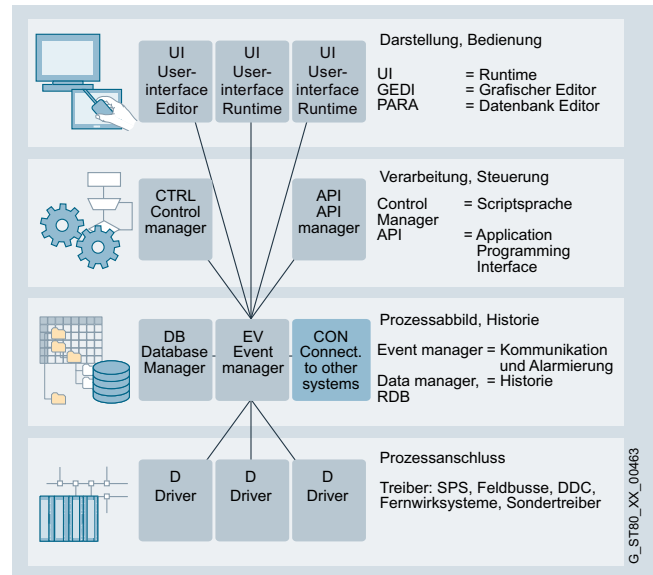 UI
User-
interface
Editor
UI
User-
interface
Runtime
UI
User-
interface
Runtime
Darstellung, Bedienung
UI = Runtime
GEDI = Grafischer Editor
PARA = Datenbank Editor
CTRL
Control
manager
API
API
manager
Verarbeitung, Steuerung
Control = Scriptsprache
Manager
API = Application
Programming
Interface
DB
Database
Manager
EV
Event
manager
CON
Connect.
to other
systems
Prozessabbild, Historie
Event manager = Kommunikation
und Alarmierung
Data manager, = Historie
RDB
D
Driver
D
Driver
D
Driver
Prozessanschluss
Treiber: SPS, Feldbusse, DDC,
Fernwirksysteme, Sondertreiber
G_ST80_XX_00463